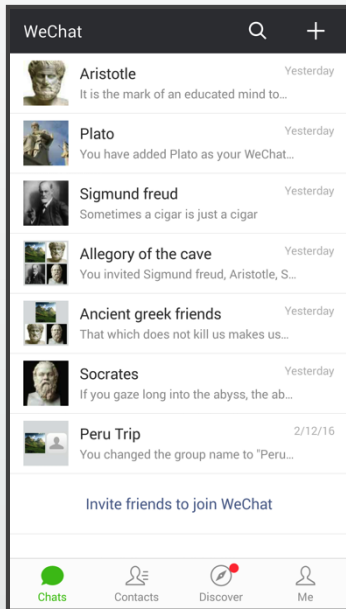 WeChat
Aristotle Yesterday
It is the mark of an educated mind to...
Plato Yesterday
You have added Plato as your WeChat...
Sigmund freud Yesterday
Sometimes a cigar is just a cigar
Allegory of the cave Yesterday
You invited Sigmund freud, Aristotle, S...
Ancient greek friends Yesterday
That which does not kill us makes us...
Socrates Yesterday
If you gaze long into the abyss, the ab...
Peru Trip 2/12/16
You changed the group name to "Peru...
Invite friends to join WeChat
Chats Contacts Discover Me